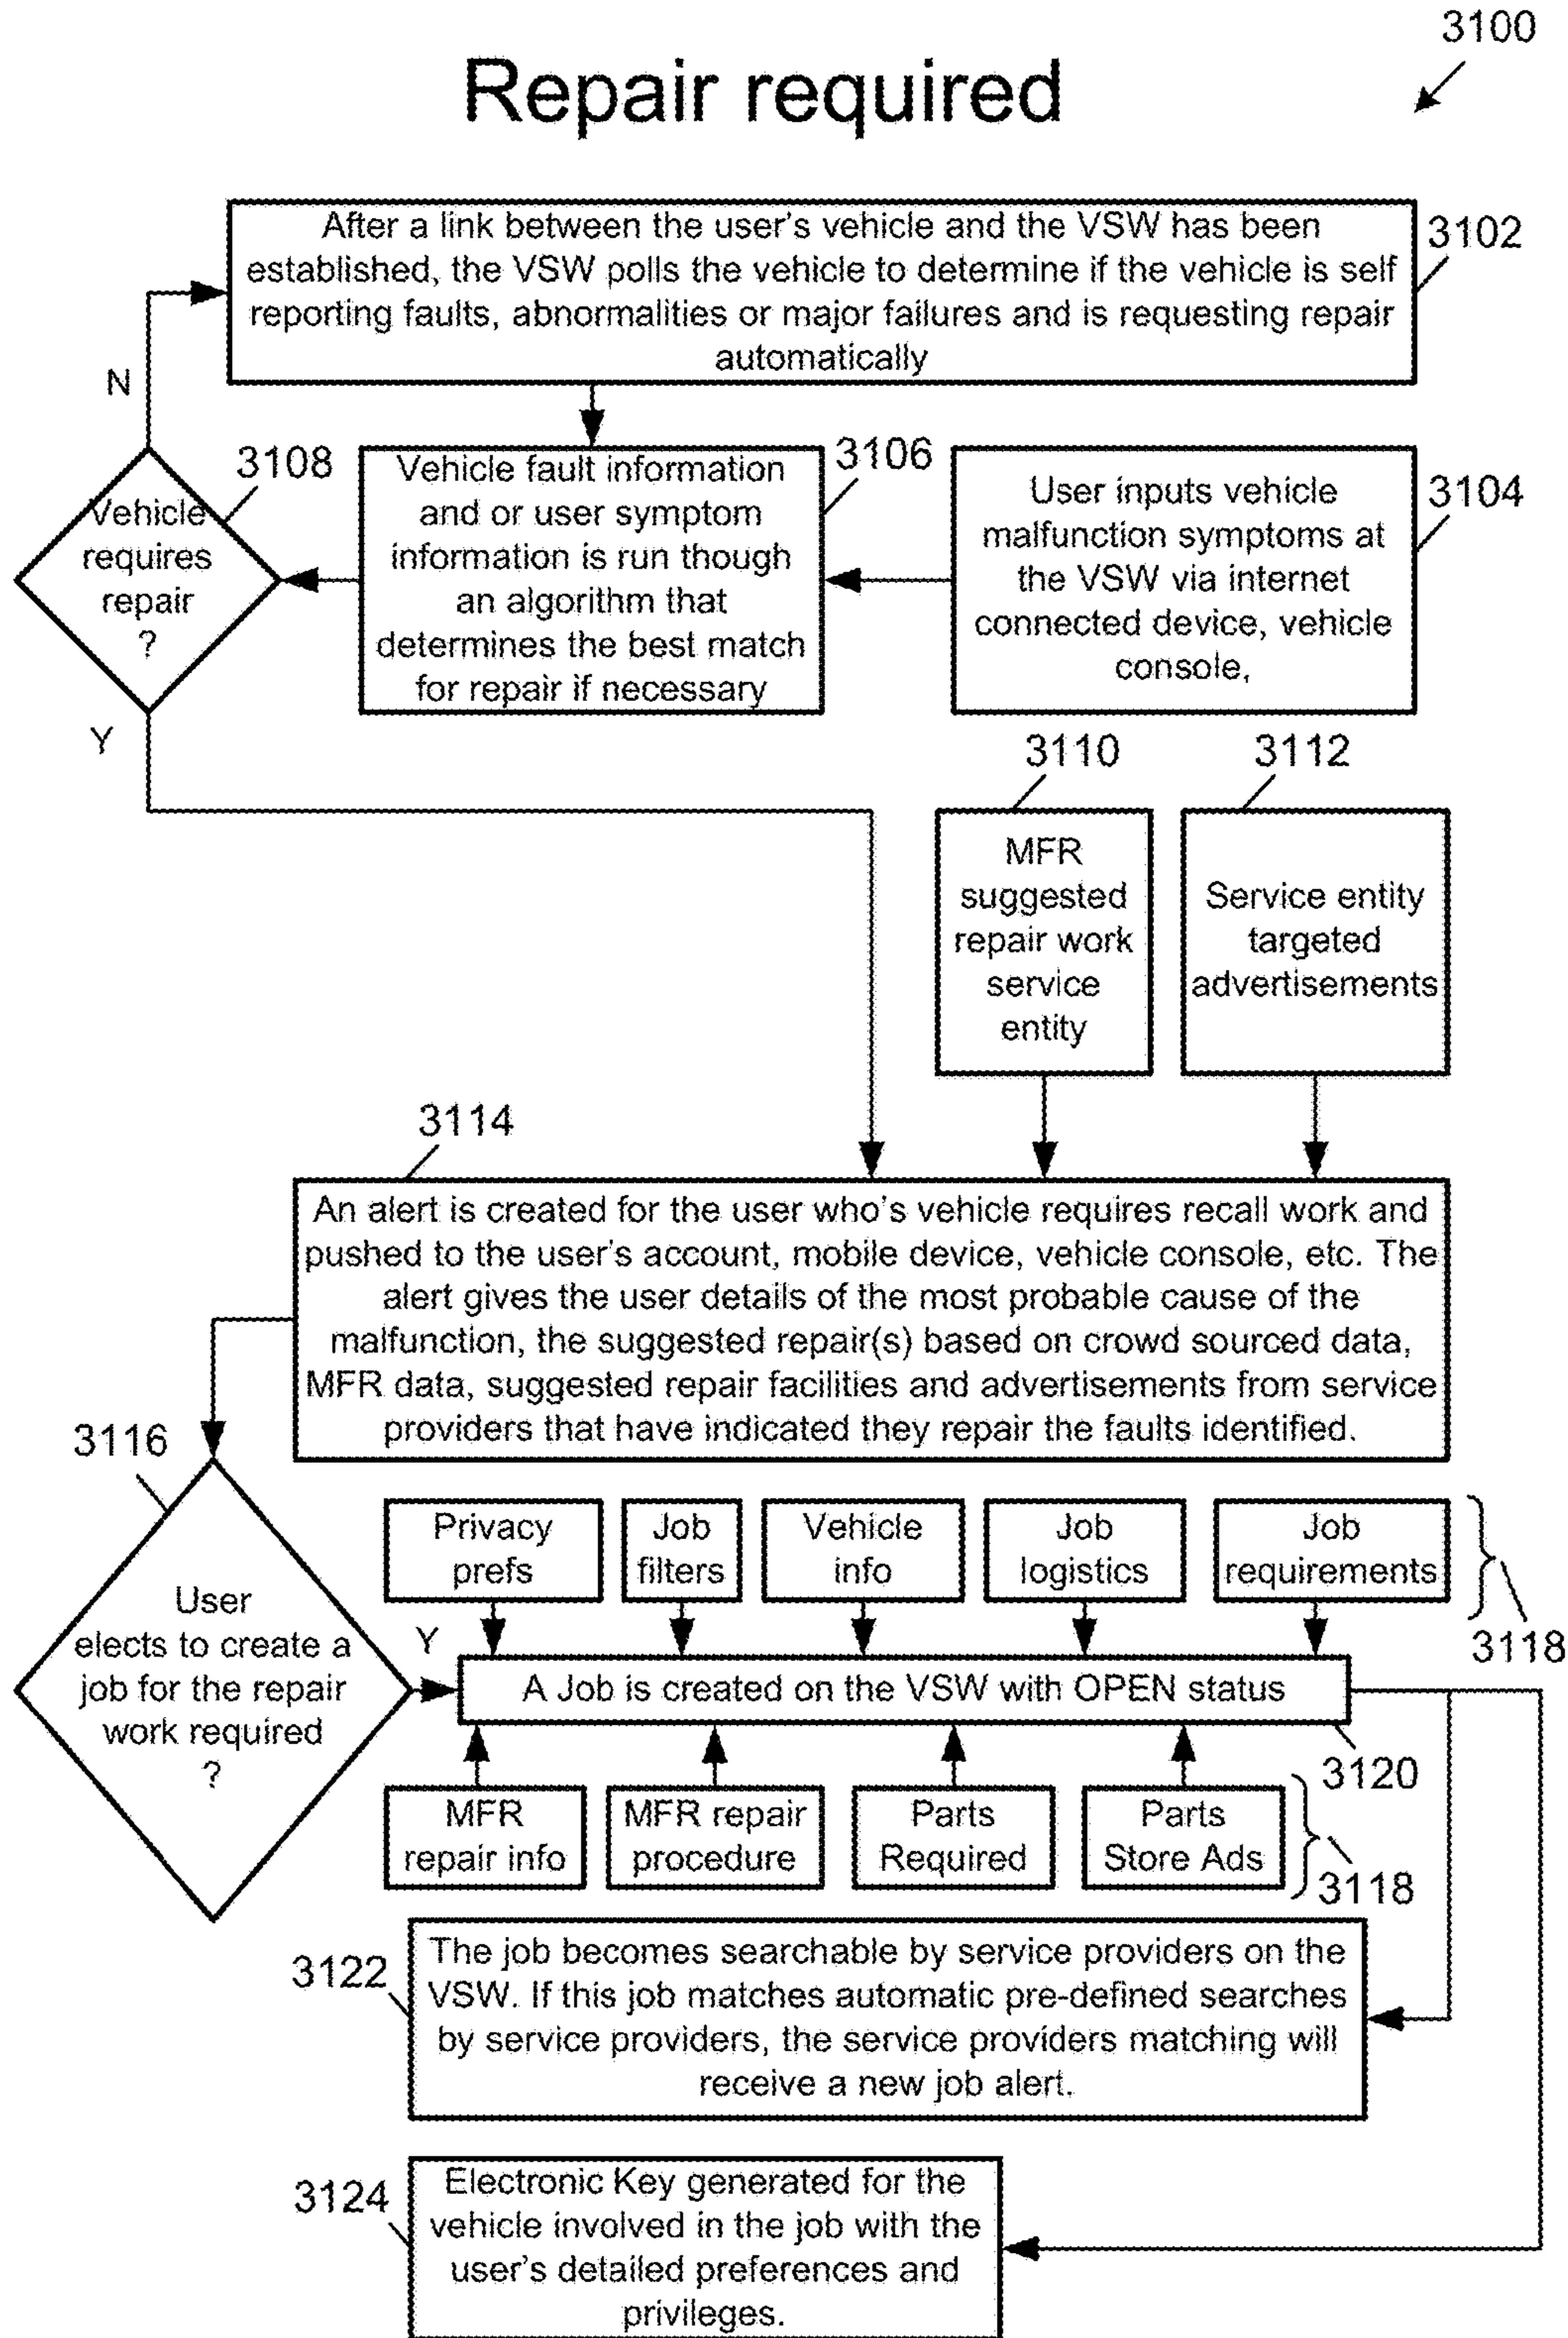 3100
Repair required
After a link between the user's vehicle and the VSW has been
established, the VSW polls the vehicle to determine if the vehicle is self
reporting faults, abnormalities or major failures and is requesting repair
automatically
3102
N
3108
Vehicle
requires
repair
?
Y
3106
Vehicle fault information
and or user symptom
information is run though
an algorithm that
determines the best match
for repair if necessary
3104
User inputs vehicle
malfunction symptoms at
the VSW via internet
connected device, vehicle
console,
3110
MFR
suggested
repair work
service
entity
3112
Service entity
targeted
advertisements
3114
An alert is created for the user who's vehicle requires recall work and
pushed to the user's account, mobile device, vehicle console, etc. The
alert gives the user details of the most probable cause of the
malfunction, the suggested repair(s) based on crowd sourced data,
MFR data, suggested repair facilities and advertisements from service
providers that have indicated they repair the faults identified.
3116
User
elects to create a
job for the repair
work required
?
Y
Privacy
prefs
Job
filters
Vehicle
info
Job
logistics
Job
requirements
3118
A Job is created on the VSW with OPEN status
3120
MFR
repair info
MFR repair
procedure
Parts
Required
Parts
Store Ads
3118
3122
The job becomes searchable by service providers on the
VSW. If this job matches automatic pre-defined searches
by service providers, the service providers matching will
receive a new job alert.
3124
Electronic Key generated for the
vehicle involved in the job with the
user's detailed preferences and
privileges.